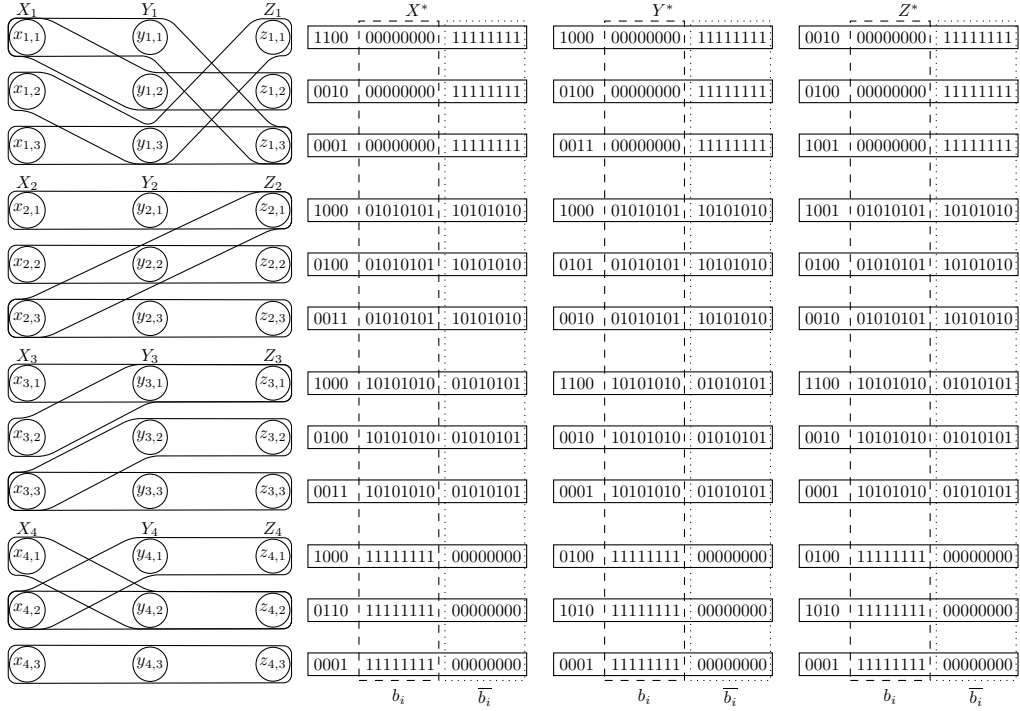 X* Y* Z*
X₁ Y₁ Z₁
x₁,₁ y₁,₁ z₁,₁ 1100 00000000 11111111 1000 00000000 11111111 0010 00000000 11111111
x₁,₂ y₁,₂ z₁,₂ 0010 00000000 11111111 0100 00000000 11111111 0100 00000000 11111111
x₁,₃ y₁,₃ z₁,₃ 0001 00000000 11111111 0011 00000000 11111111 1001 00000000 11111111
X₂ Y₂ Z₂
x₂,₁ y₂,₁ z₂,₁ 1000 01010101 10101010 1000 01010101 10101010 1001 01010101 10101010
x₂,₂ y₂,₂ z₂,₂ 0100 01010101 10101010 0101 01010101 10101010 0100 01010101 10101010
x₂,₃ y₂,₃ z₂,₃ 0011 01010101 10101010 0010 01010101 10101010 0010 01010101 10101010
X₃ Y₃ Z₃
x₃,₁ y₃,₁ z₃,₁ 1000 10101010 01010101 1100 10101010 01010101 1100 10101010 01010101
x₃,₂ y₃,₂ z₃,₂ 0100 10101010 01010101 0010 10101010 01010101 0010 10101010 01010101
x₃,₃ y₃,₃ z₃,₃ 0011 10101010 01010101 0001 10101010 01010101 0001 10101010 01010101
X₄ Y₄ Z₄
x₄,₁ y₄,₁ z₄,₁ 1000 11111111 00000000 0100 11111111 00000000 0100 11111111 00000000
x₄,₂ y₄,₂ z₄,₂ 0110 11111111 00000000 1010 11111111 00000000 1010 11111111 00000000
x₄,₃ y₄,₃ z₄,₃ 0001 11111111 00000000 0001 11111111 00000000 0001 11111111 00000000
bᵢ b̅ᵢ bᵢ b̅ᵢ bᵢ b̅ᵢ